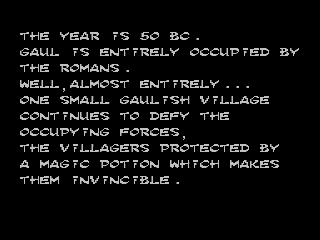 THE YEAR iS 50 BC.
GAUL iS ENTiRELY OCCUPiED BY
THE ROMANS.
WELL,ALMOST ENTiRELY...
ONE SMALL GAULiSH ViLLAGE
CONTiNUES TO DEFY THE
OCCUPYiNG FORCES,
THE ViLLAGERS PROTECTED BY
A MAGiC POTiON WHiCH MAKES
THEM iNViNCiBLE.